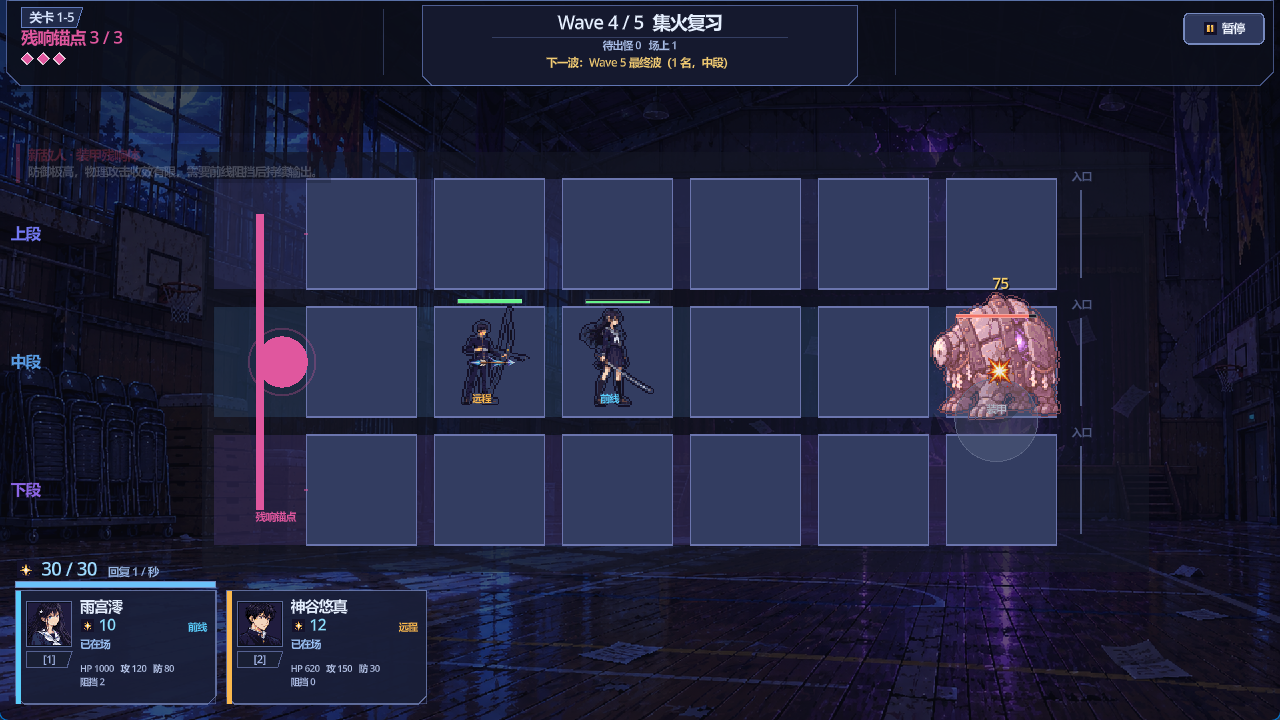 关卡 1-5
残响锚点 3 / 3
Wave 4 / 5 集火复习
待出怪 0 场上 1
下一波: Wave 5 最终波 (1 名, 中段)
暂停
新敌人 · 装甲残响体
防御极高，物理攻击收效有限，需要前线阻挡后持续输出。
入口
上段
75
入口
中段
远程
前线
装甲
入口
下段
残响锚点
30 / 30 回复 1 / 秒
雨宫澪
10
前线
已在场
[1]
HP 1000 攻 120 防 80
阻挡 2
神谷悠真
12
远程
已在场
[2]
HP 620 攻 150 防 30
阻挡 0